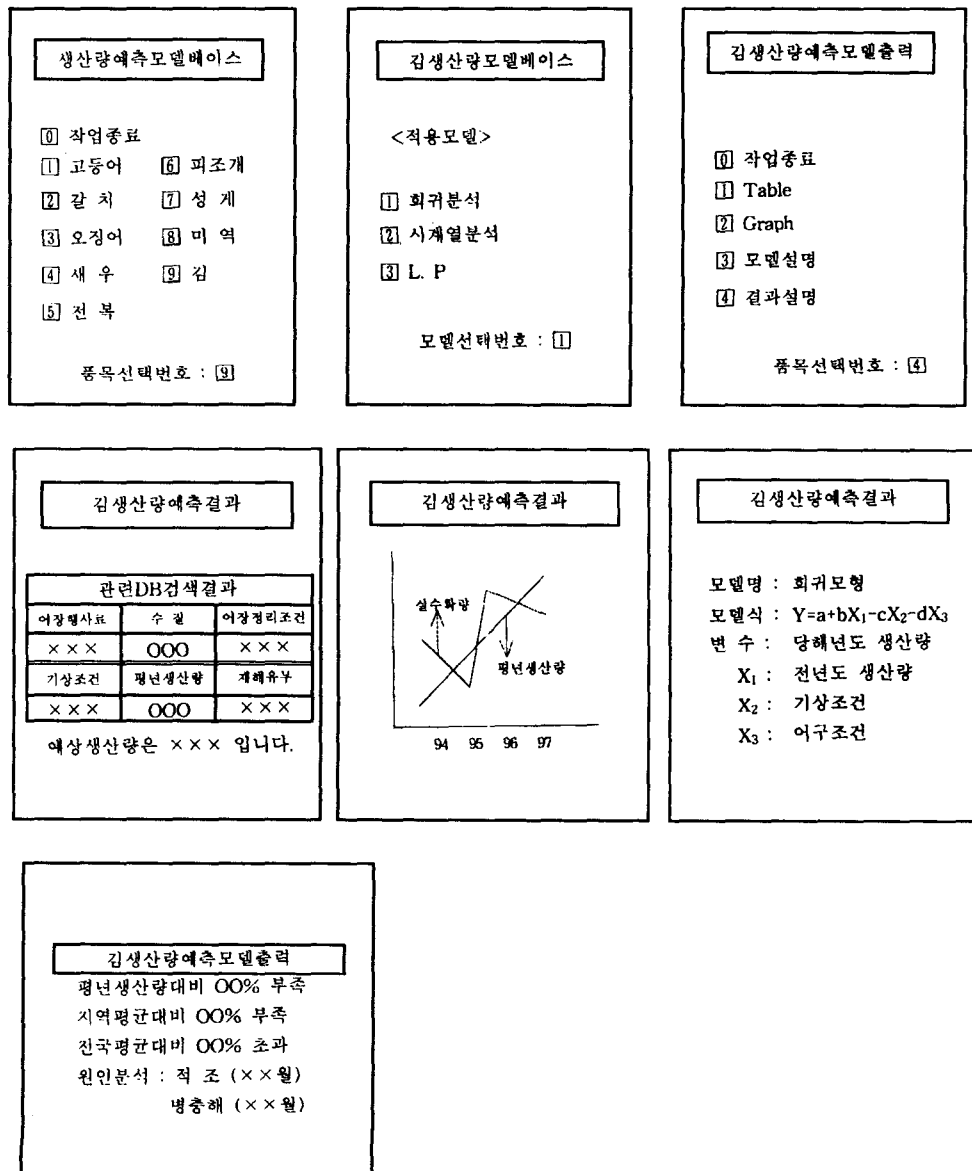 생산량예측모델베이스
[0] 작업종료
[1] 고등어 [6] 피조개
[2] 갈 치 [7] 성 게
[3] 오징어 [8] 미 역
[4] 새 우 [9] 김
[5] 전 복
품목선택번호 : [9]
김생산량모델베이스
<적용모델>
[1] 회귀분석
[2] 시계열분석
[3] L. P
모델선택번호 : [1]
김생산량예측모델출력
[0] 작업종료
[1] Table
[2] Graph
[3] 모델설명
[4] 결과설명
품목선택번호 : [4]
김생산량예측결과
관련DB검색결과
어장행사료 수 질 어장정리조건
××× OOO ×××
기상조건 평년생산량 재해유무
××× OOO ×××
예상생산량은 ××× 입니다.
김생산량예측결과
실수확량
평년생산량
94 95 96 97
김생산량예측결과
모델명 : 회귀모형
모델식 : Y=a+bX₁-cX₂-dX₃
변 수 : 당해년도 생산량
X₁ : 전년도 생산량
X₂ : 기상조건
X₃ : 어구조건
김생산량예측모델출력
평년생산량대비 OO% 부족
지역평균대비 OO% 부족
전국평균대비 OO% 초과
원인분석 : 적 조 (××월)
병충해 (××월)